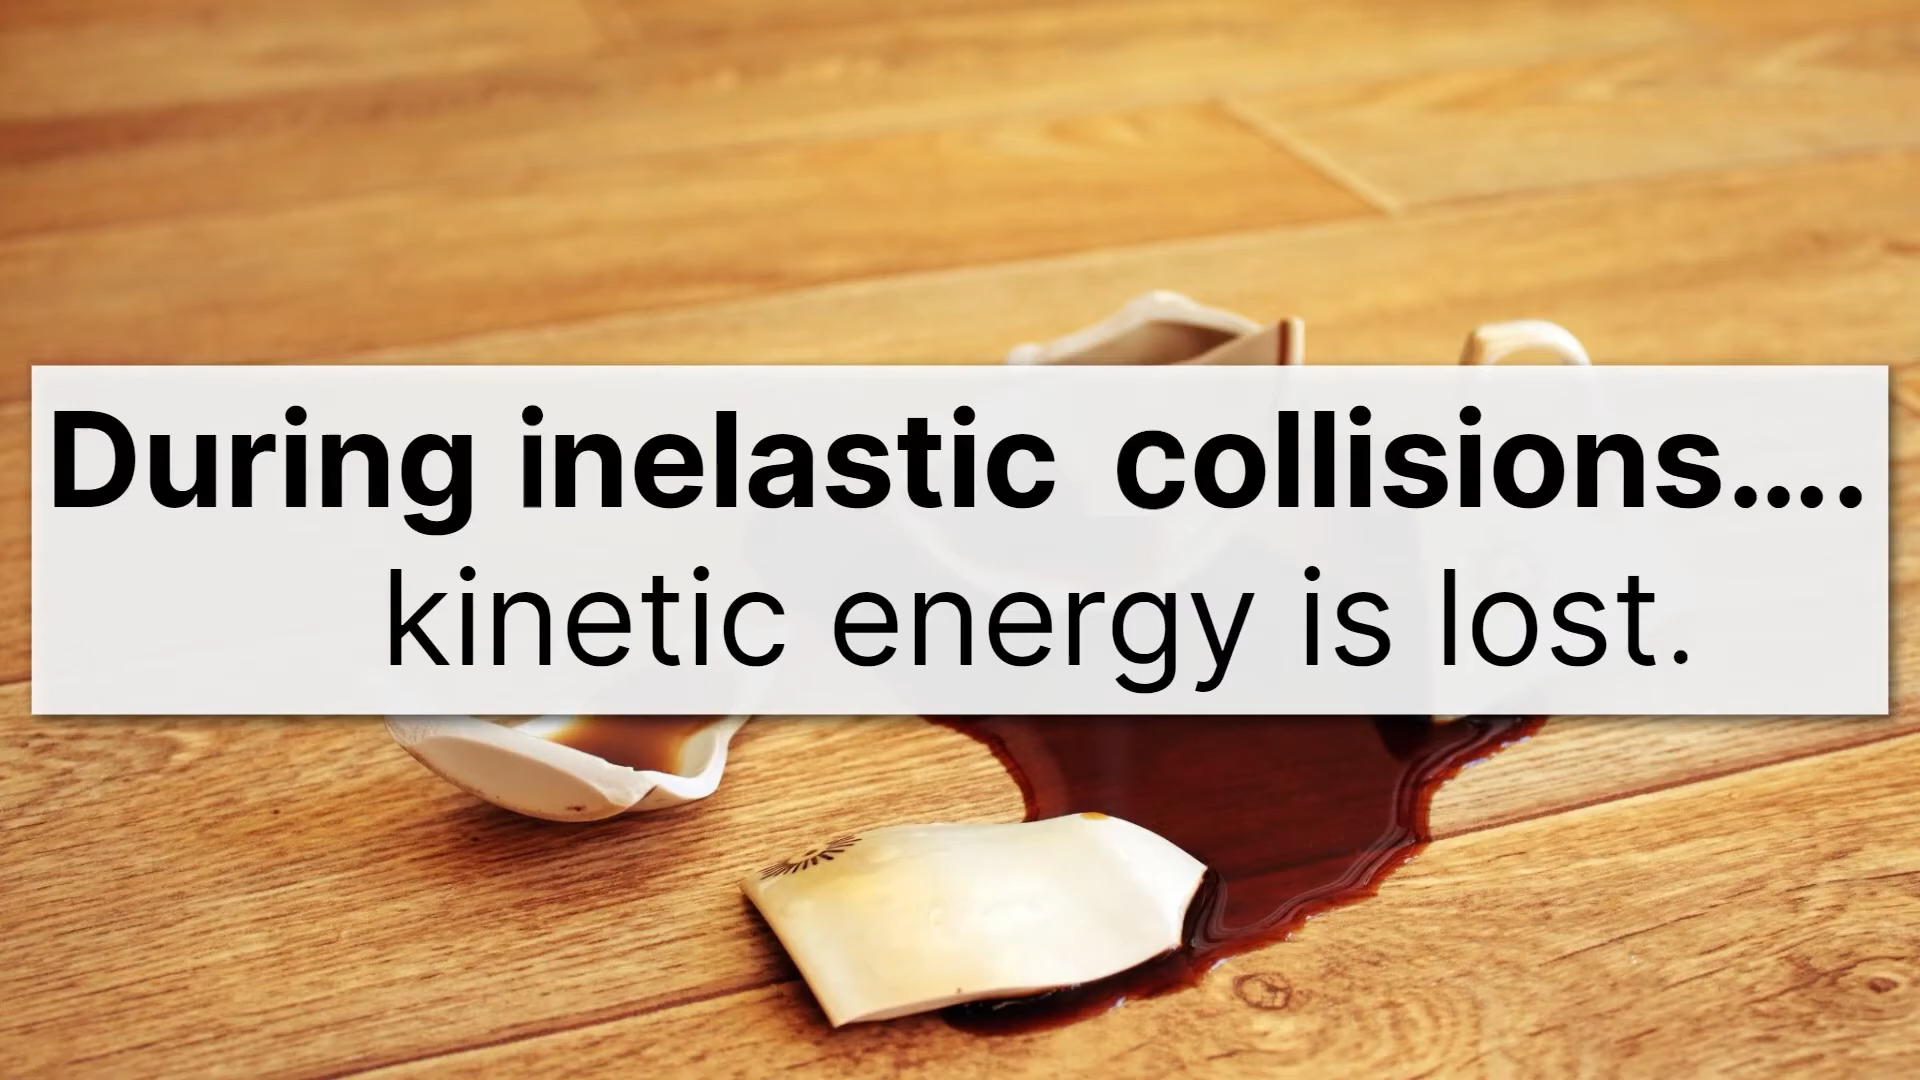 During inelastic collisions....
kinetic energy is lost.